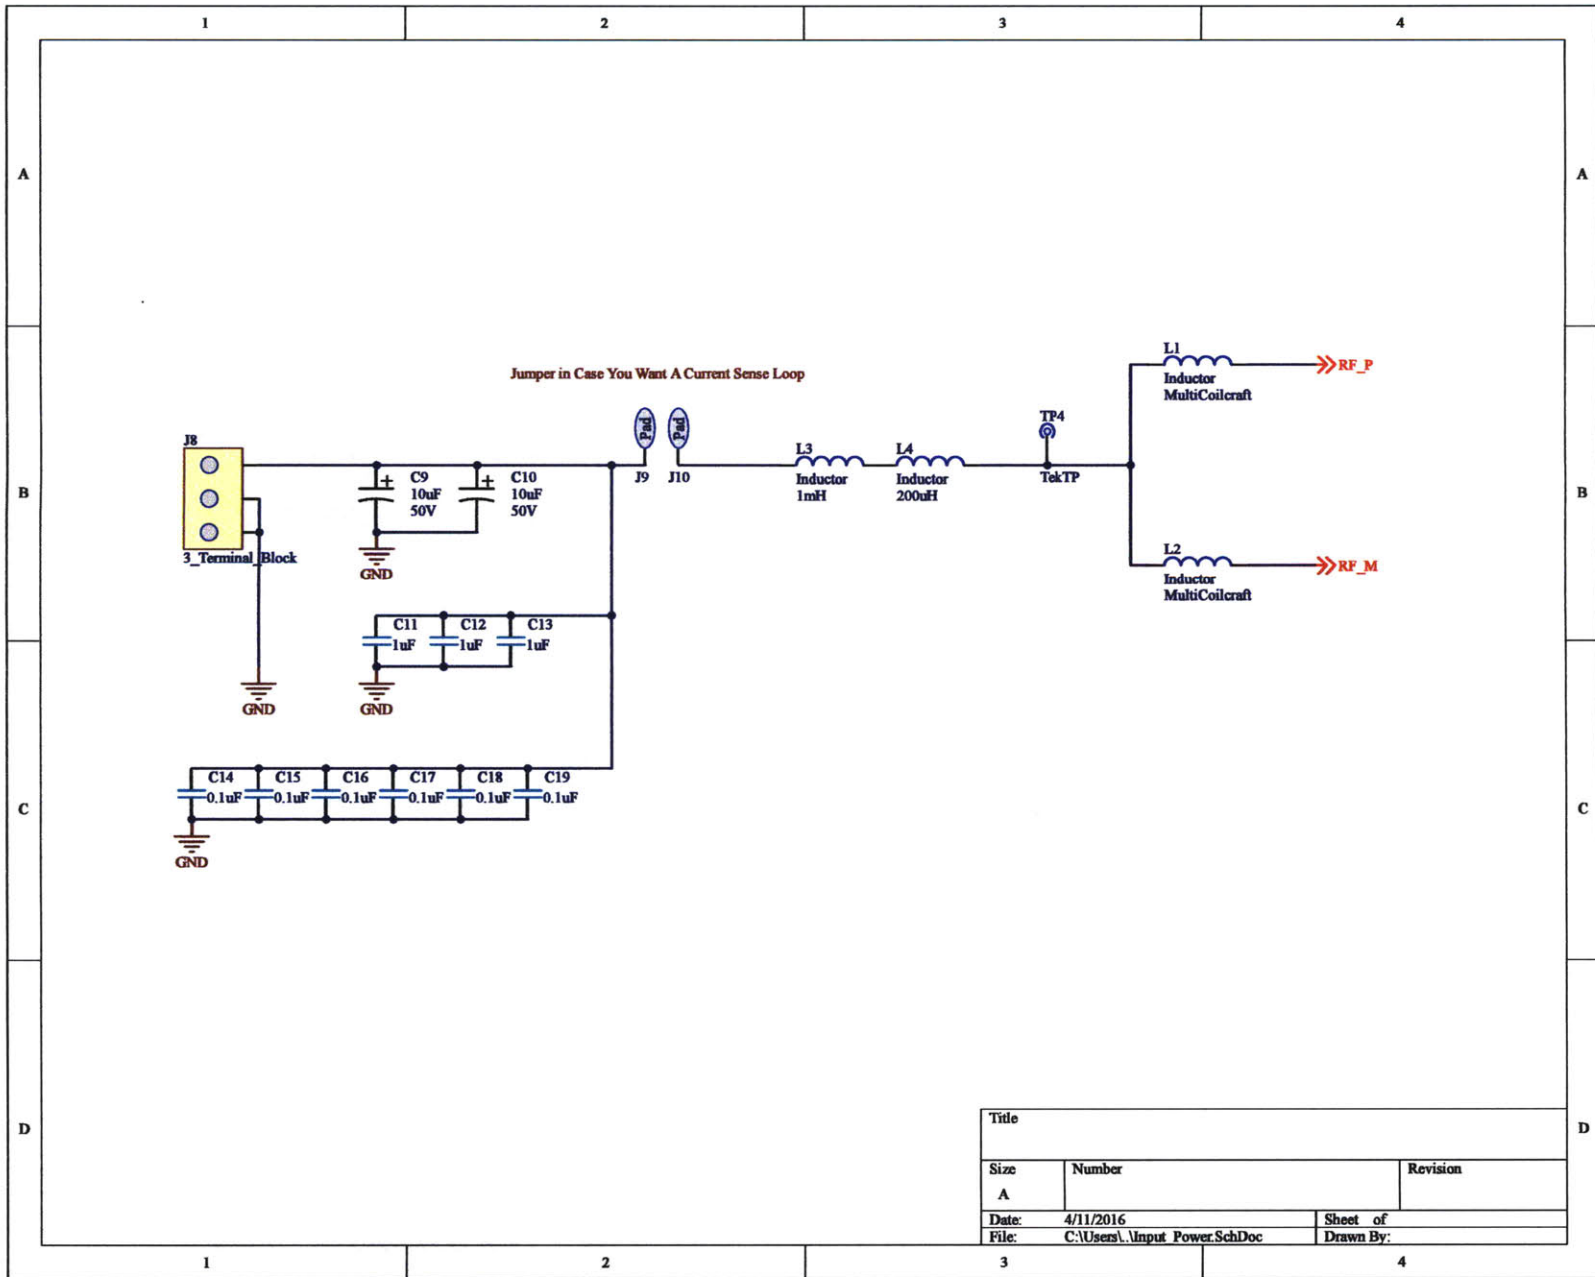 1 2 3 4
A A
Jumper in Case You Want A Current Sense Loop
L1
RF_P
Inductor
MultiCoilcraft
Pad Pad
TP4
J8
L3 L4
C9 C10
J9 J10
TekTP
B B
10uF 10uF
Inductor Inductor
50V 50V
1mH 200uH
3_Terminal_Block
L2
GND
RF_M
Inductor
MultiCoilcraft
C11 C12 C13
1uF 1uF 1uF
GND GND
C14 C15 C16 C17 C18 C19
0.1uF 0.1uF 0.1uF 0.1uF 0.1uF 0.1uF
C C
GND
Title
D D
Size Number Revision
A
Date: 4/11/2016 Sheet of
File: C:\Users\..\Input Power.SchDoc Drawn By:
1 2 3 4